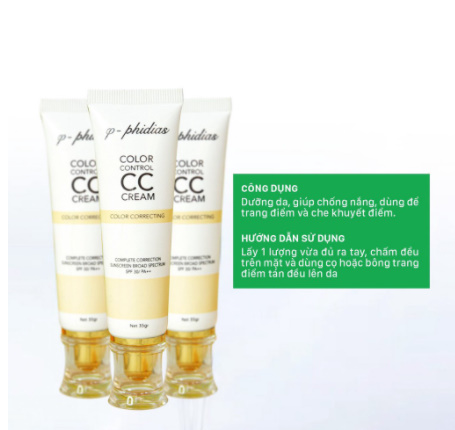 p-phidias
COLOR
CONTROL
CC
CREAM
COLOR CORRECTING
COMPLETE CORRECTION
SUNSCREEN BROAD SPECTRUM
SPF 50/ PA++
Net 35gr
CÔNG DỤNG
Dưỡng da, giúp chống nắng, dùng để
trang điểm và che khuyết điểm.
HƯỚNG DẪN SỬ DỤNG
Lấy 1 lượng vừa đủ ra tay, chấm đều
trên mặt và dùng cọ hoặc bông trang
điểm tán đều lên da